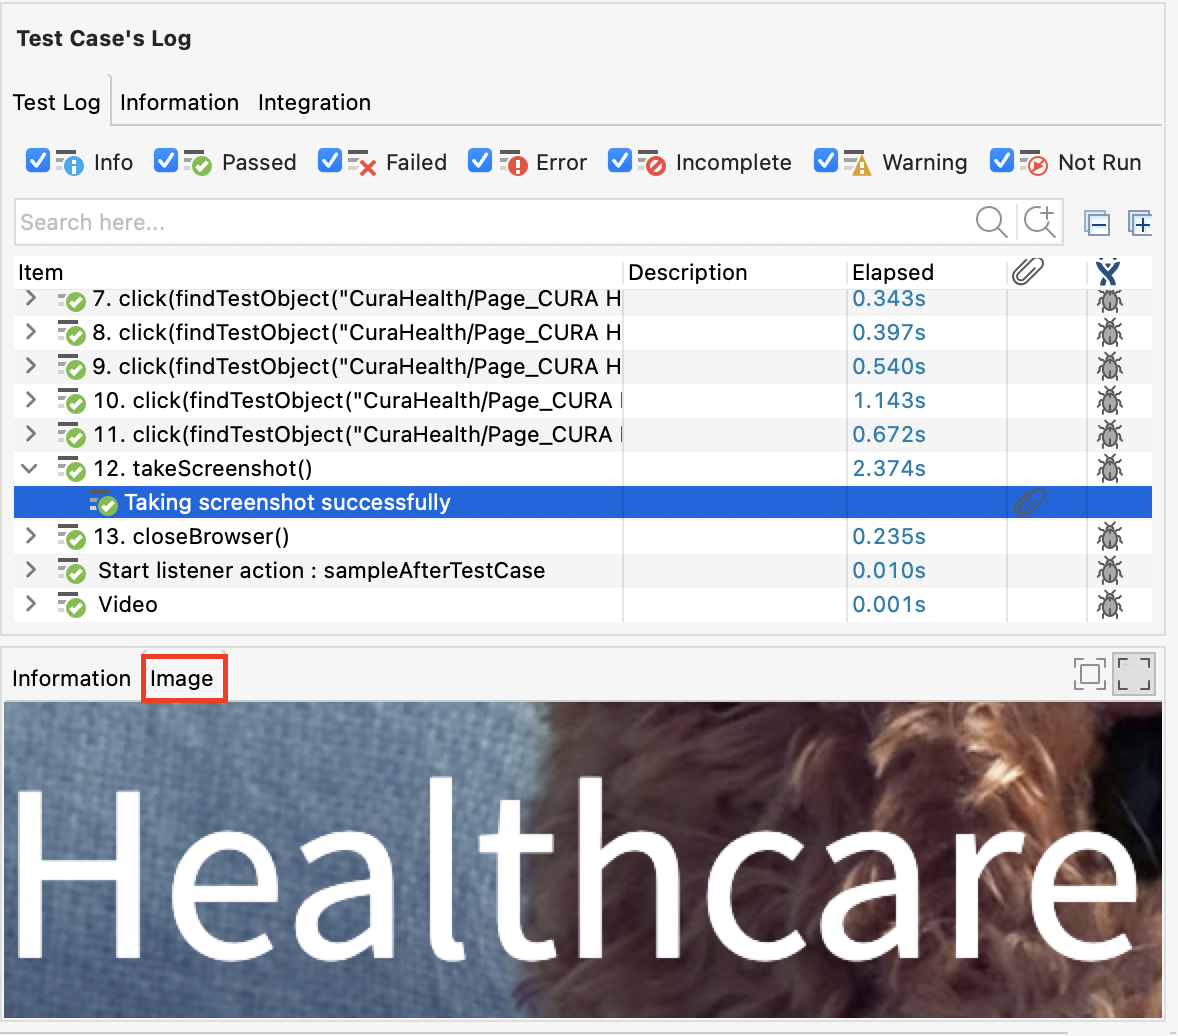 Test Case's Log
Test Log Information Integration
Info Passed Failed Error Incomplete Warning Not Run
Search here...
Item Description Elapsed
7. click(findTestObject("CuraHealth/Page_CURA H 0.343s
8. click(findTestObject("CuraHealth/Page_CURA H 0.397s
9. click(findTestObject("CuraHealth/Page_CURA H 0.540s
10. click(findTestObject("CuraHealth/Page_CURA 1.143s
11. click(findTestObject("CuraHealth/Page_CURA 0.672s
12. takeScreenshot() 2.374s
Taking screenshot successfully
13. closeBrowser() 0.235s
Start listener action : sampleAfterTestCase 0.010s
Video 0.001s
Information Image
Healthcare